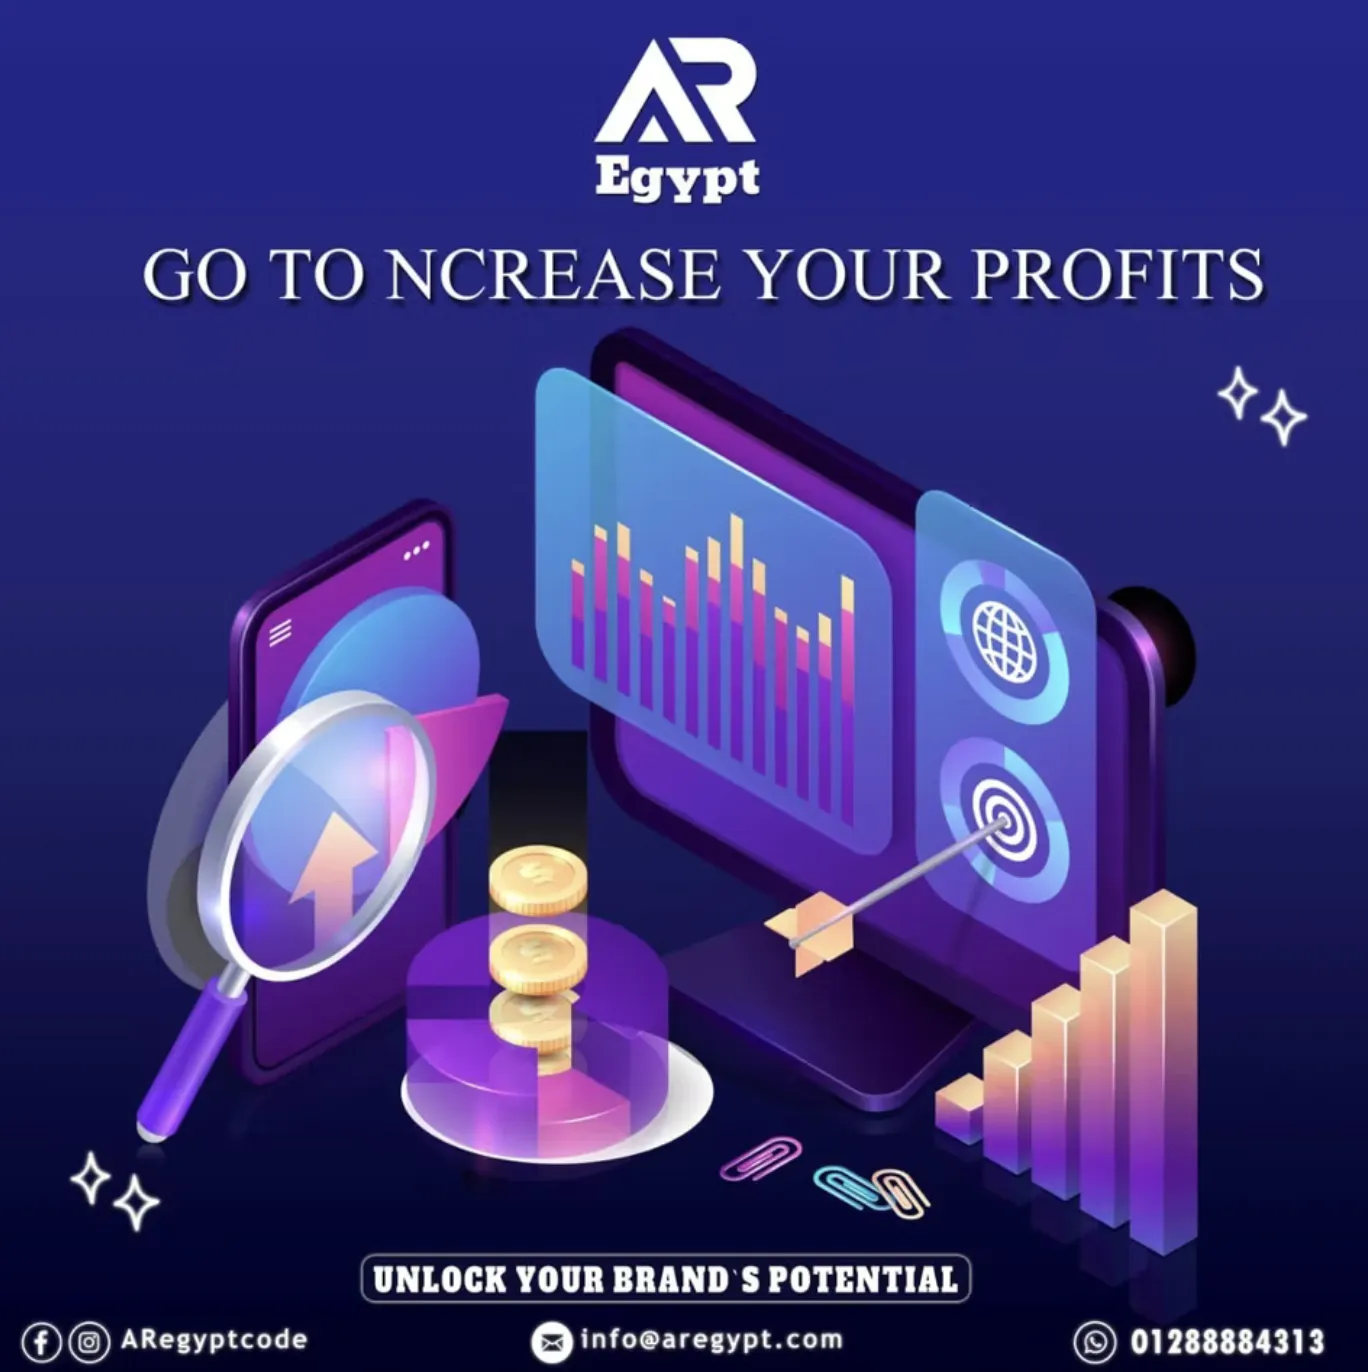 AR
Egypt
GO TO NCREASE YOUR PROFITS
UNLOCK YOUR BRAND`S POTENTIAL
ARegyptcode
info@aregypt.com
01288884313